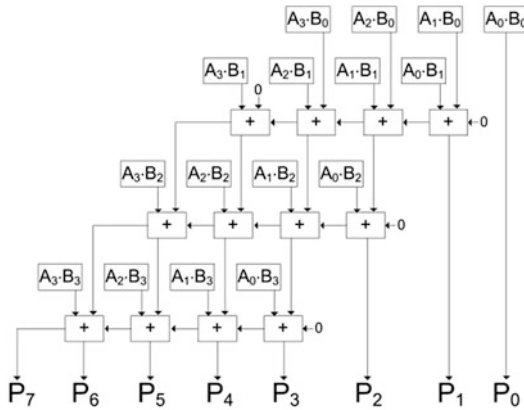 A₃·B₀ A₂·B₀ A₁·B₀ A₀·B₀
A₃·B₁ A₂·B₁ A₁·B₁ A₀·B₁
0
+ + + + 0
A₃·B₂ A₂·B₂ A₁·B₂ A₀·B₂
+ + + + 0
A₃·B₃ A₂·B₃ A₁·B₃ A₀·B₃
+ + + + 0
P₇ P₆ P₅ P₄ P₃ P₂ P₁ P₀